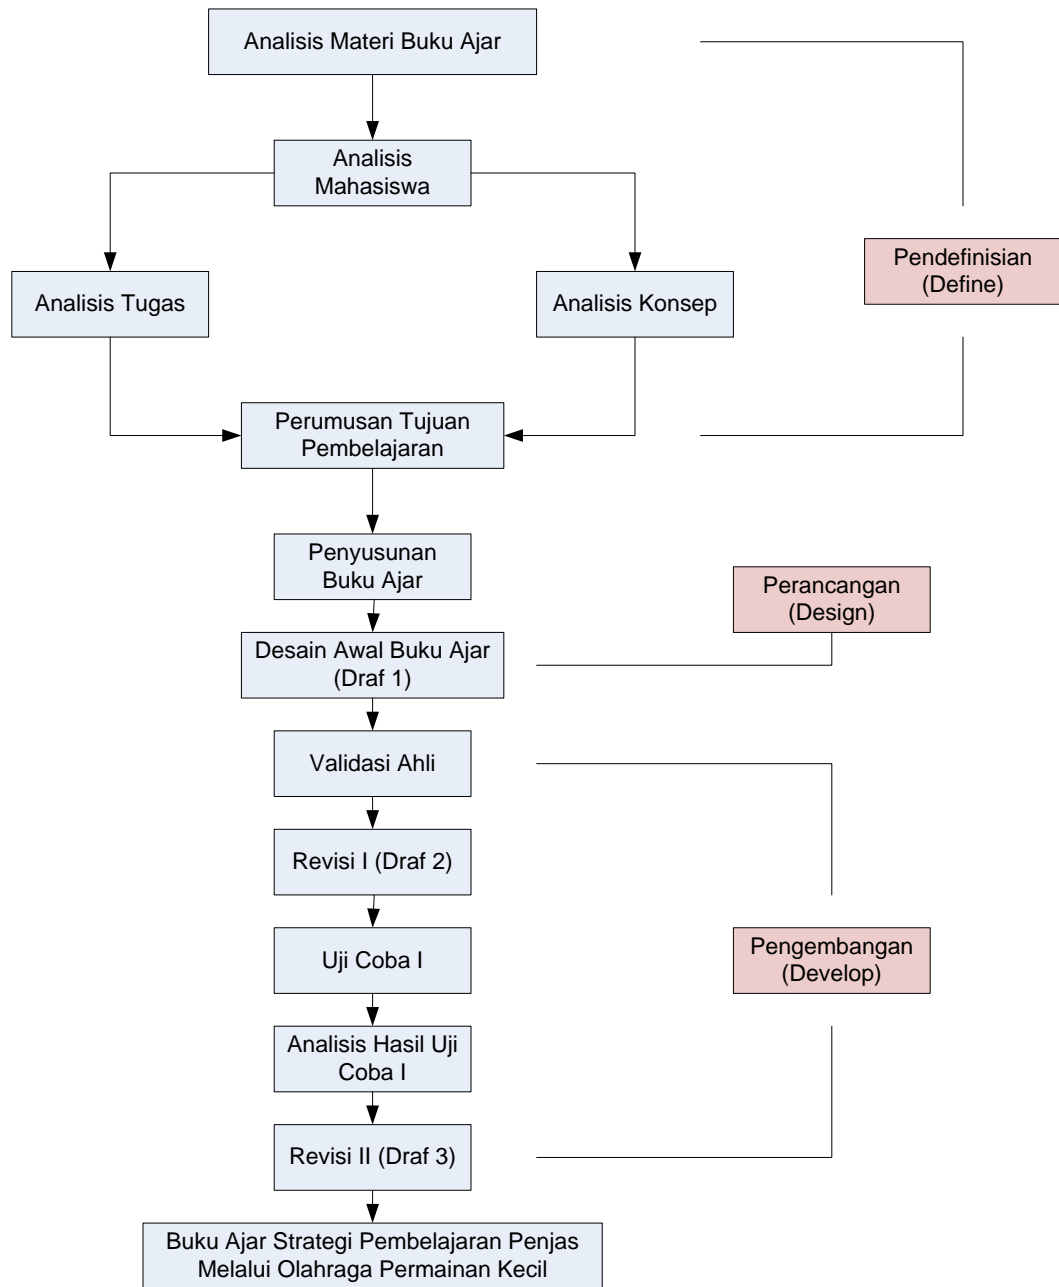 Analisis Materi Buku Ajar
Analisis
Mahasiswa
Analisis Tugas
Analisis Konsep
Pendefinisian
(Define)
Perumusan Tujuan
Pembelajaran
Penyusunan
Buku Ajar
Perancangan
(Design)
Desain Awal Buku Ajar
(Draf 1)
Validasi Ahli
Revisi I (Draf 2)
Uji Coba I
Pengembangan
(Develop)
Analisis Hasil Uji
Coba I
Revisi II (Draf 3)
Buku Ajar Strategi Pembelajaran Penjas
Melalui Olahraga Permainan Kecil